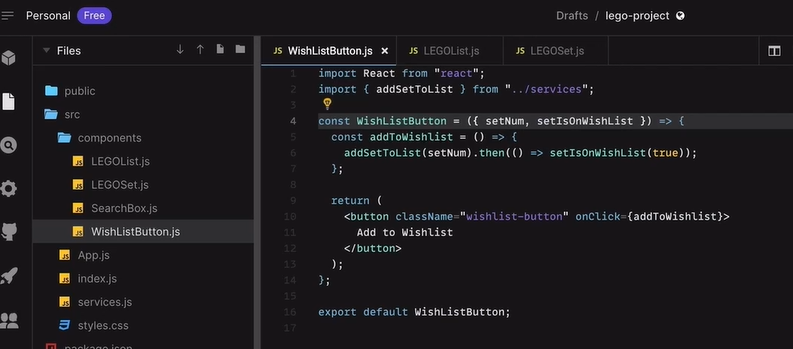 Personal Free
Drafts / lego-project
Files
public
src
components
LEGOList.js
LEGOSet.js
SearchBox.js
WishListButton.js
App.js
index.js
services.js
styles.css
package.json
JS WishListButton.js ×
JS LEGOList.js
JS LEGOSet.js
1 import React from "react";
2 import { addSetToList } from "../services";
3
4 const WishListButton = ({ setNum, setIsOnWishList }) => {
5 const addToWishlist = () => {
6 addSetToList(setNum).then(() => setIsOnWishList(true));
7 };
8
9 return (
10 <button className="wishlist-button" onClick={addToWishlist}>
11 Add to Wishlist
12 </button>
13 );
14 };
15
16 export default WishListButton;
17